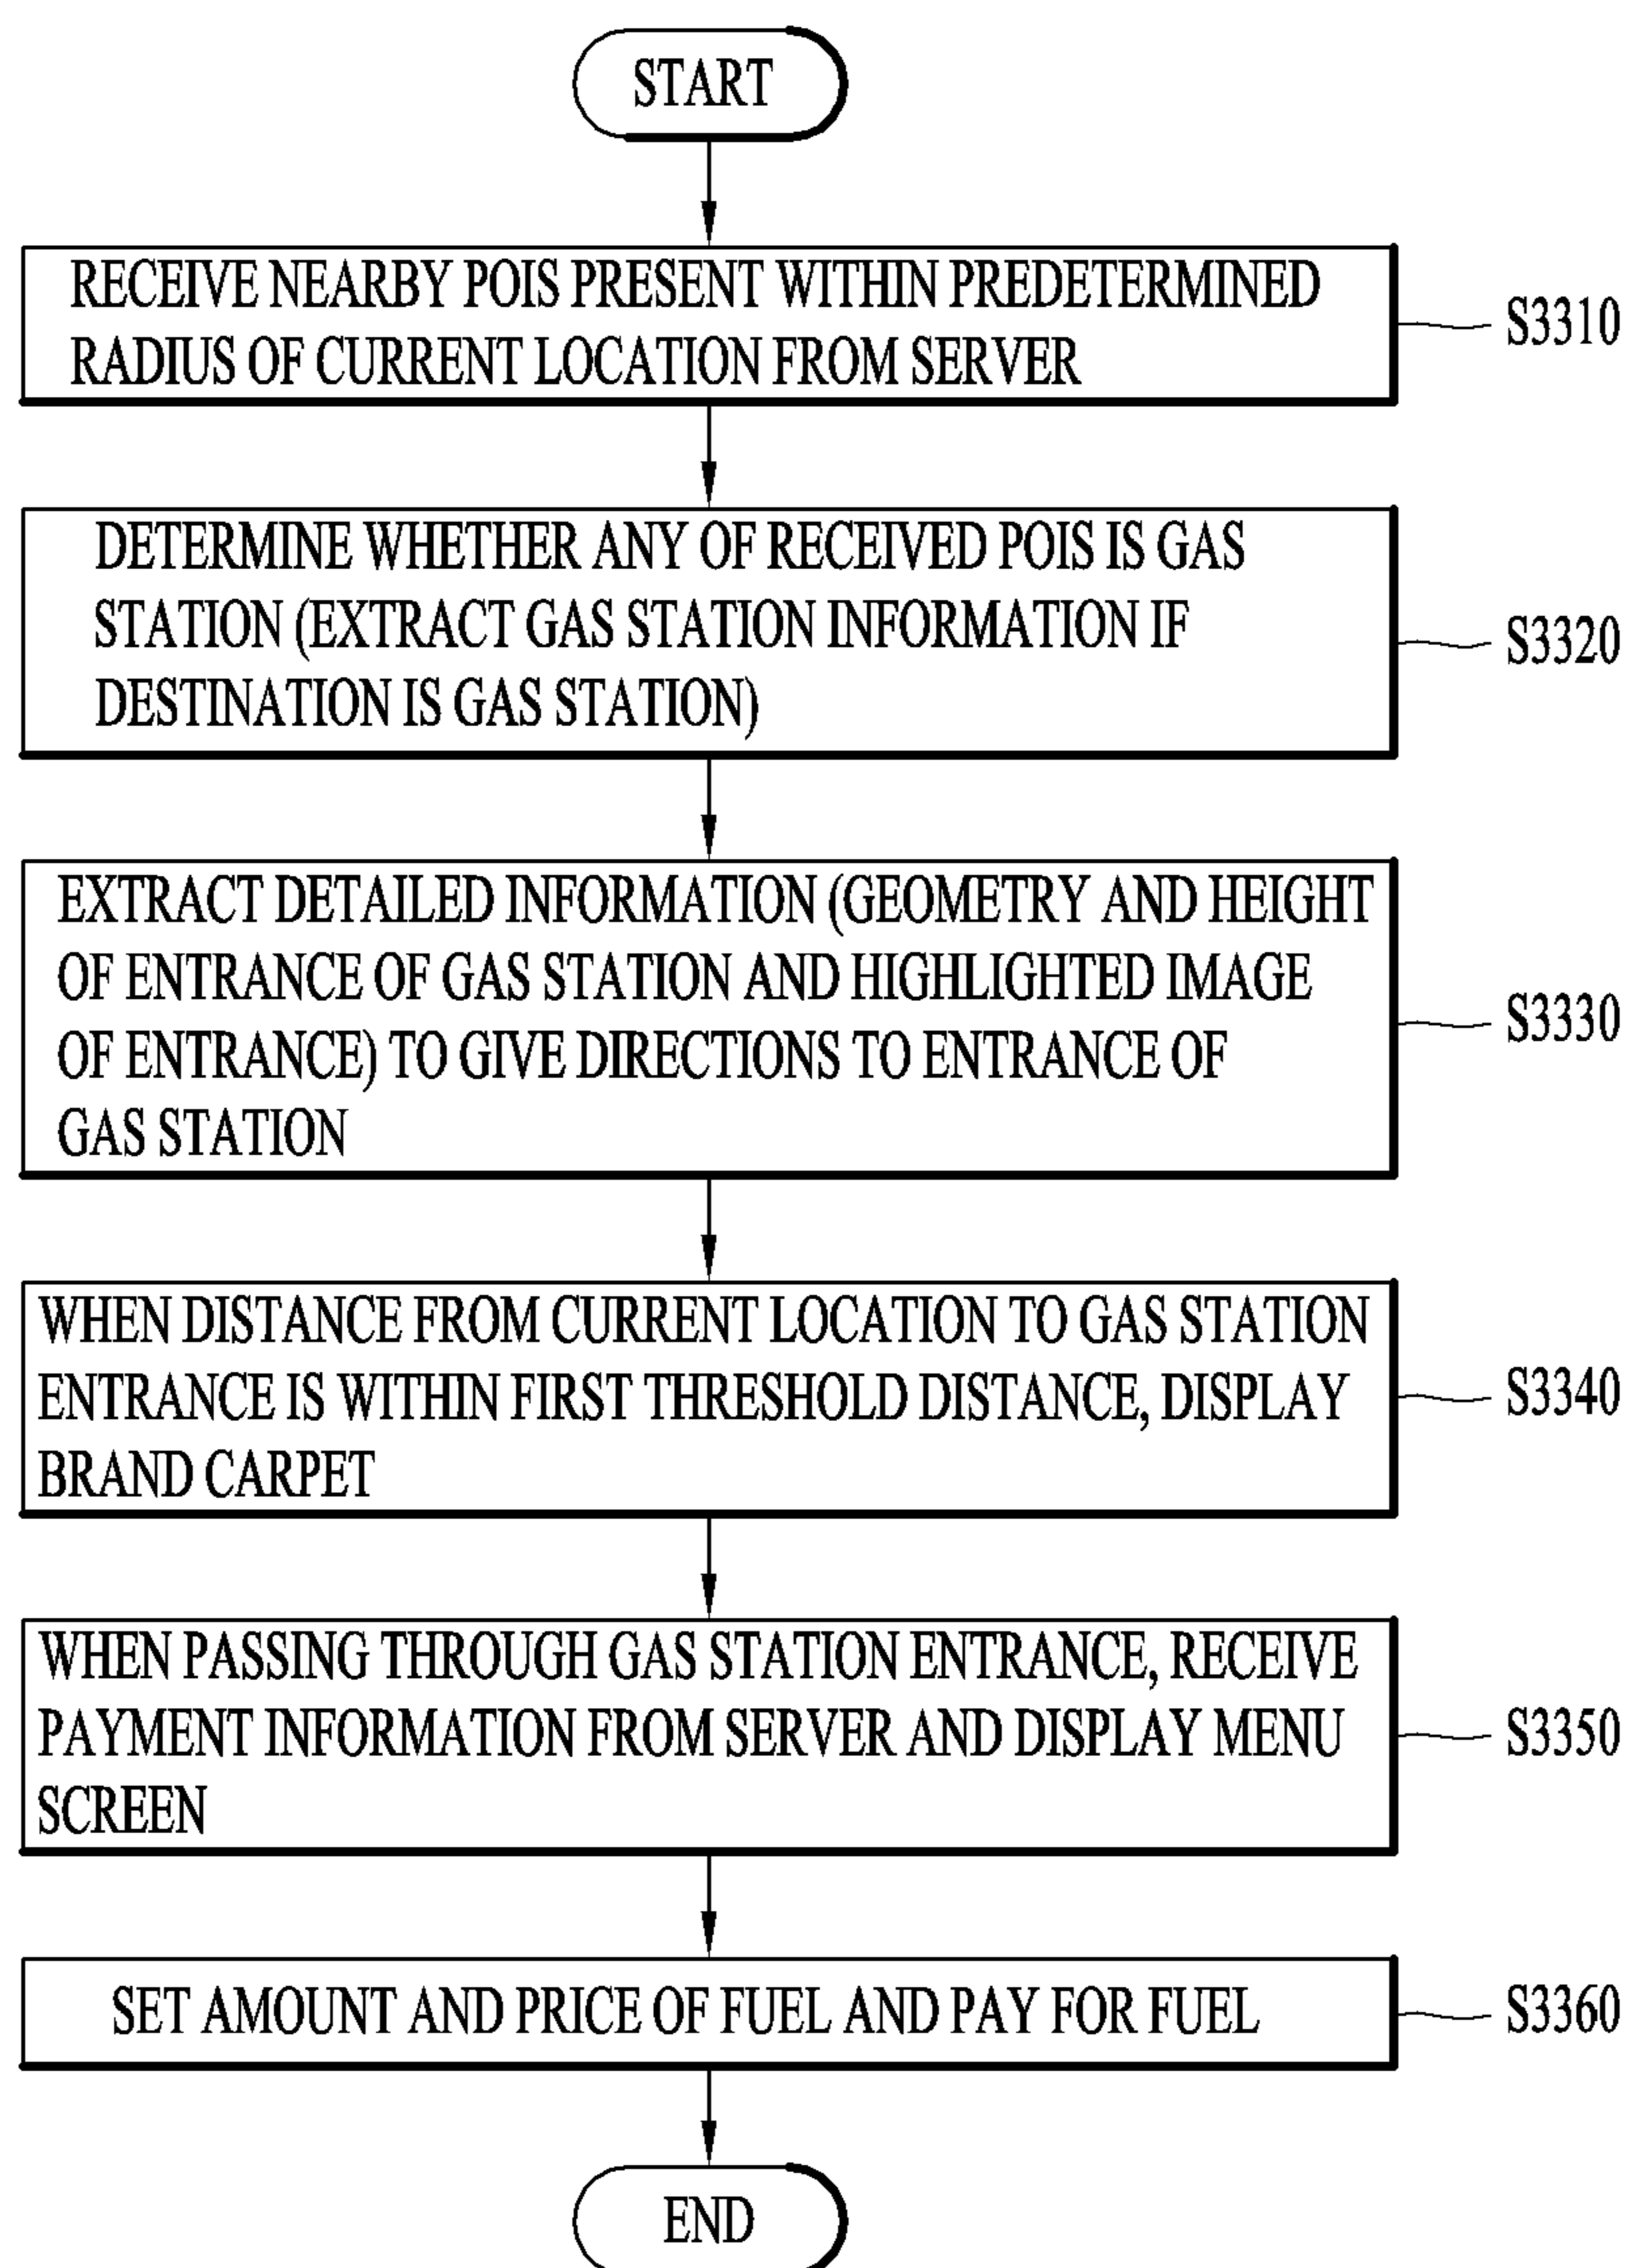 START
RECEIVE NEARBY POIS PRESENT WITHIN PREDETERMINED
RADIUS OF CURRENT LOCATION FROM SERVER
S3310
DETERMINE WHETHER ANY OF RECEIVED POIS IS GAS
STATION (EXTRACT GAS STATION INFORMATION IF
DESTINATION IS GAS STATION)
S3320
EXTRACT DETAILED INFORMATION (GEOMETRY AND HEIGHT
OF ENTRANCE OF GAS STATION AND HIGHLIGHTED IMAGE
OF ENTRANCE) TO GIVE DIRECTIONS TO ENTRANCE OF
GAS STATION
S3330
WHEN DISTANCE FROM CURRENT LOCATION TO GAS STATION
ENTRANCE IS WITHIN FIRST THRESHOLD DISTANCE, DISPLAY
BRAND CARPET
S3340
WHEN PASSING THROUGH GAS STATION ENTRANCE, RECEIVE
PAYMENT INFORMATION FROM SERVER AND DISPLAY MENU
SCREEN
S3350
SET AMOUNT AND PRICE OF FUEL AND PAY FOR FUEL
S3360
END